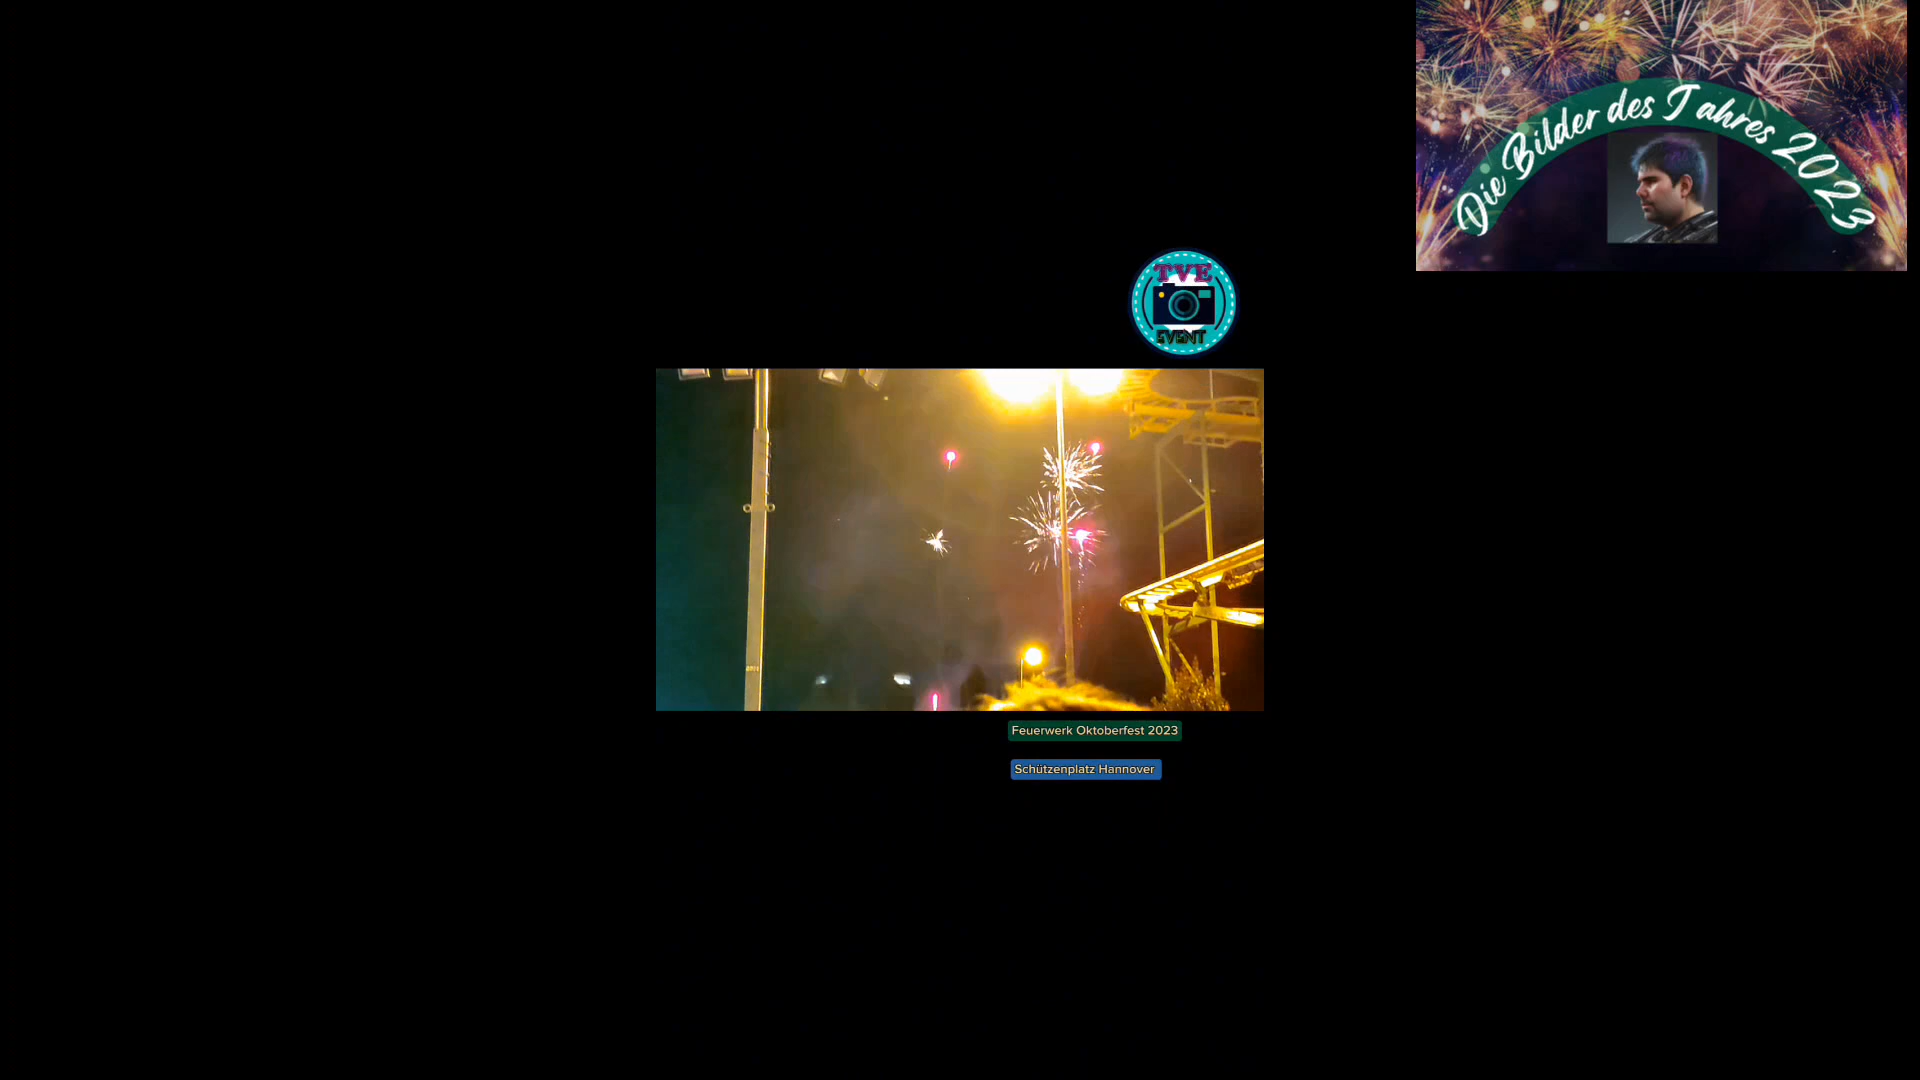 Die Bilder des Jahres 2023
TVE
EVENT
Feuerwerk Oktoberfest 2023
Schützenplatz Hannover